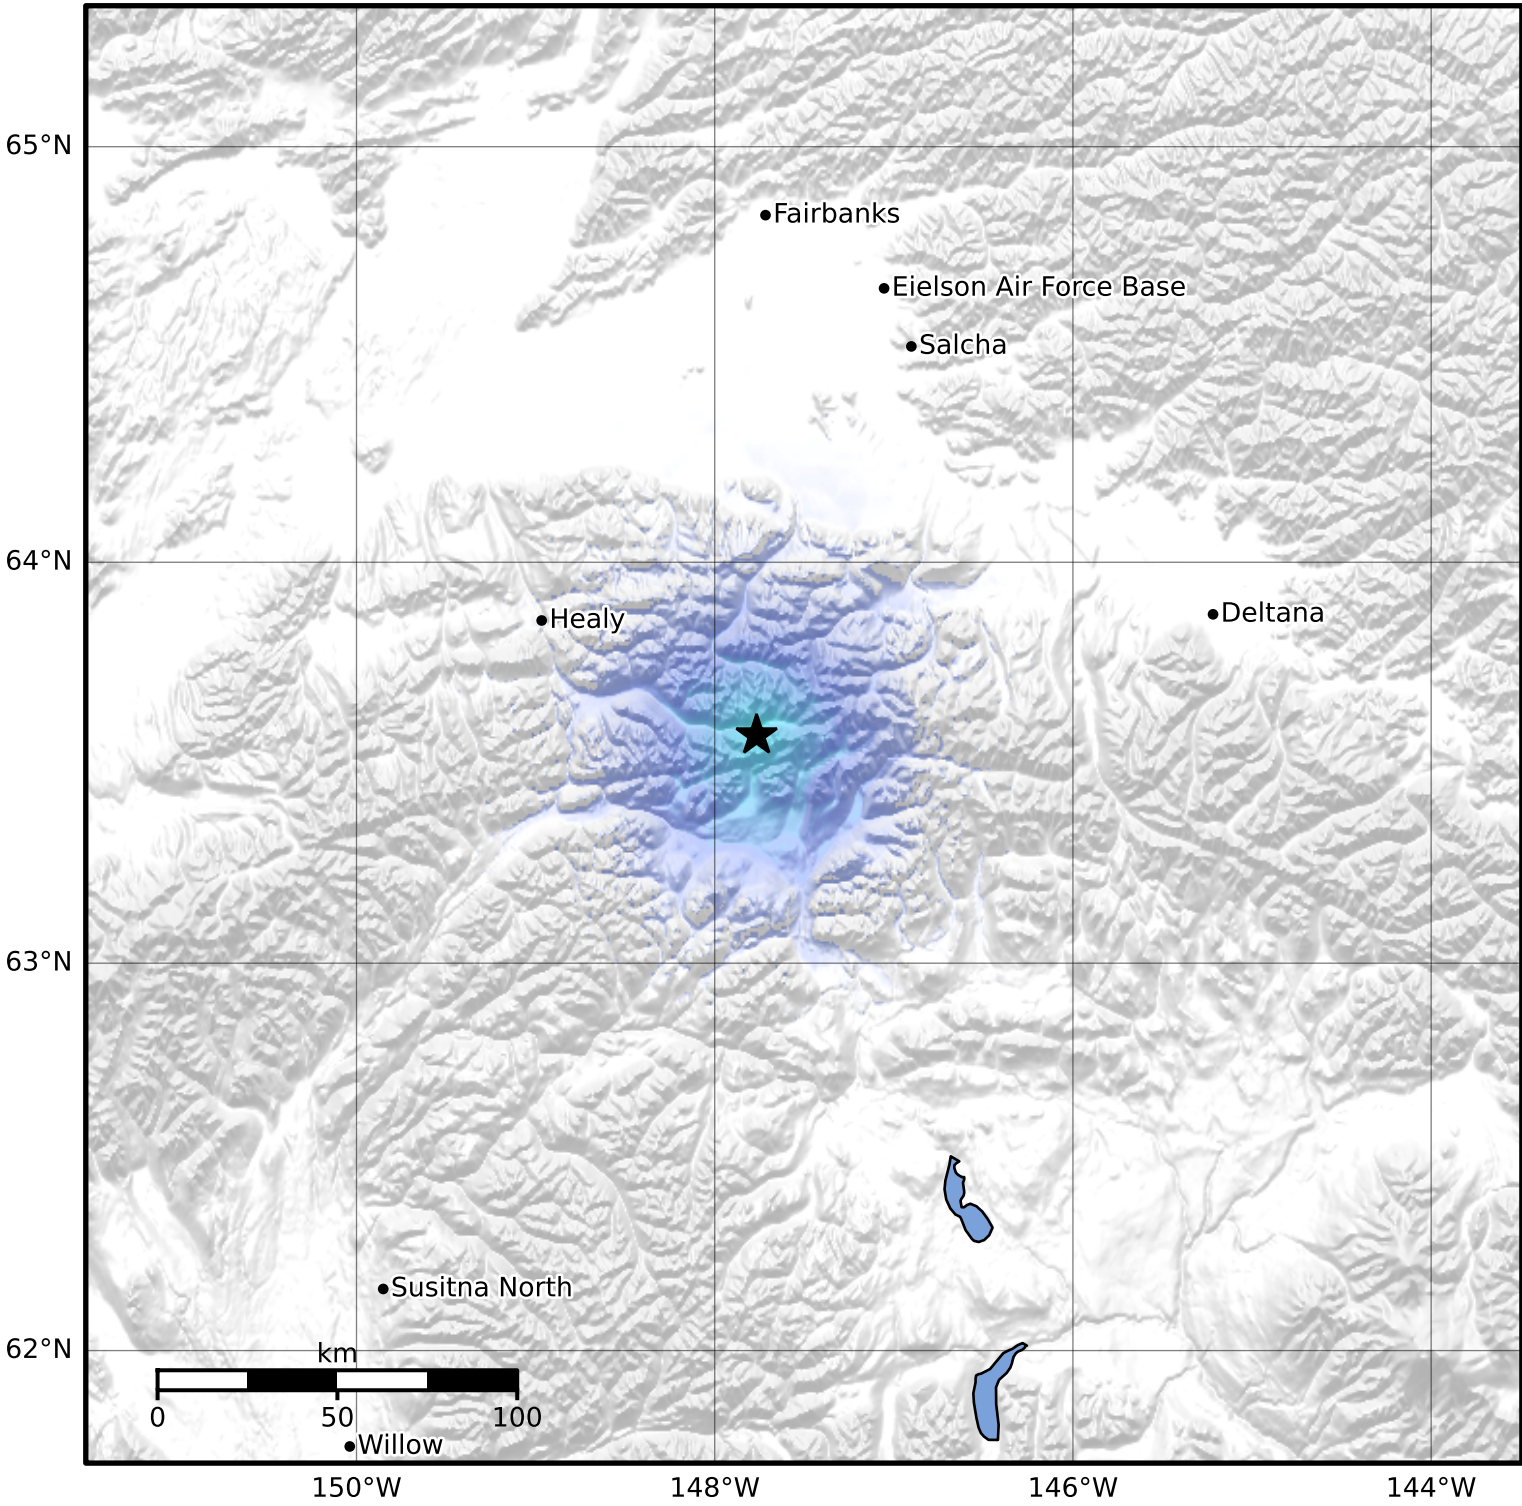 65°N
Fairbanks
Eielson Air Force Base
Salcha
64°N
Healy
Deltana
63°N
Susitna North
62°N
km
0 50 100
Willow
150°W 148°W 146°W 144°W